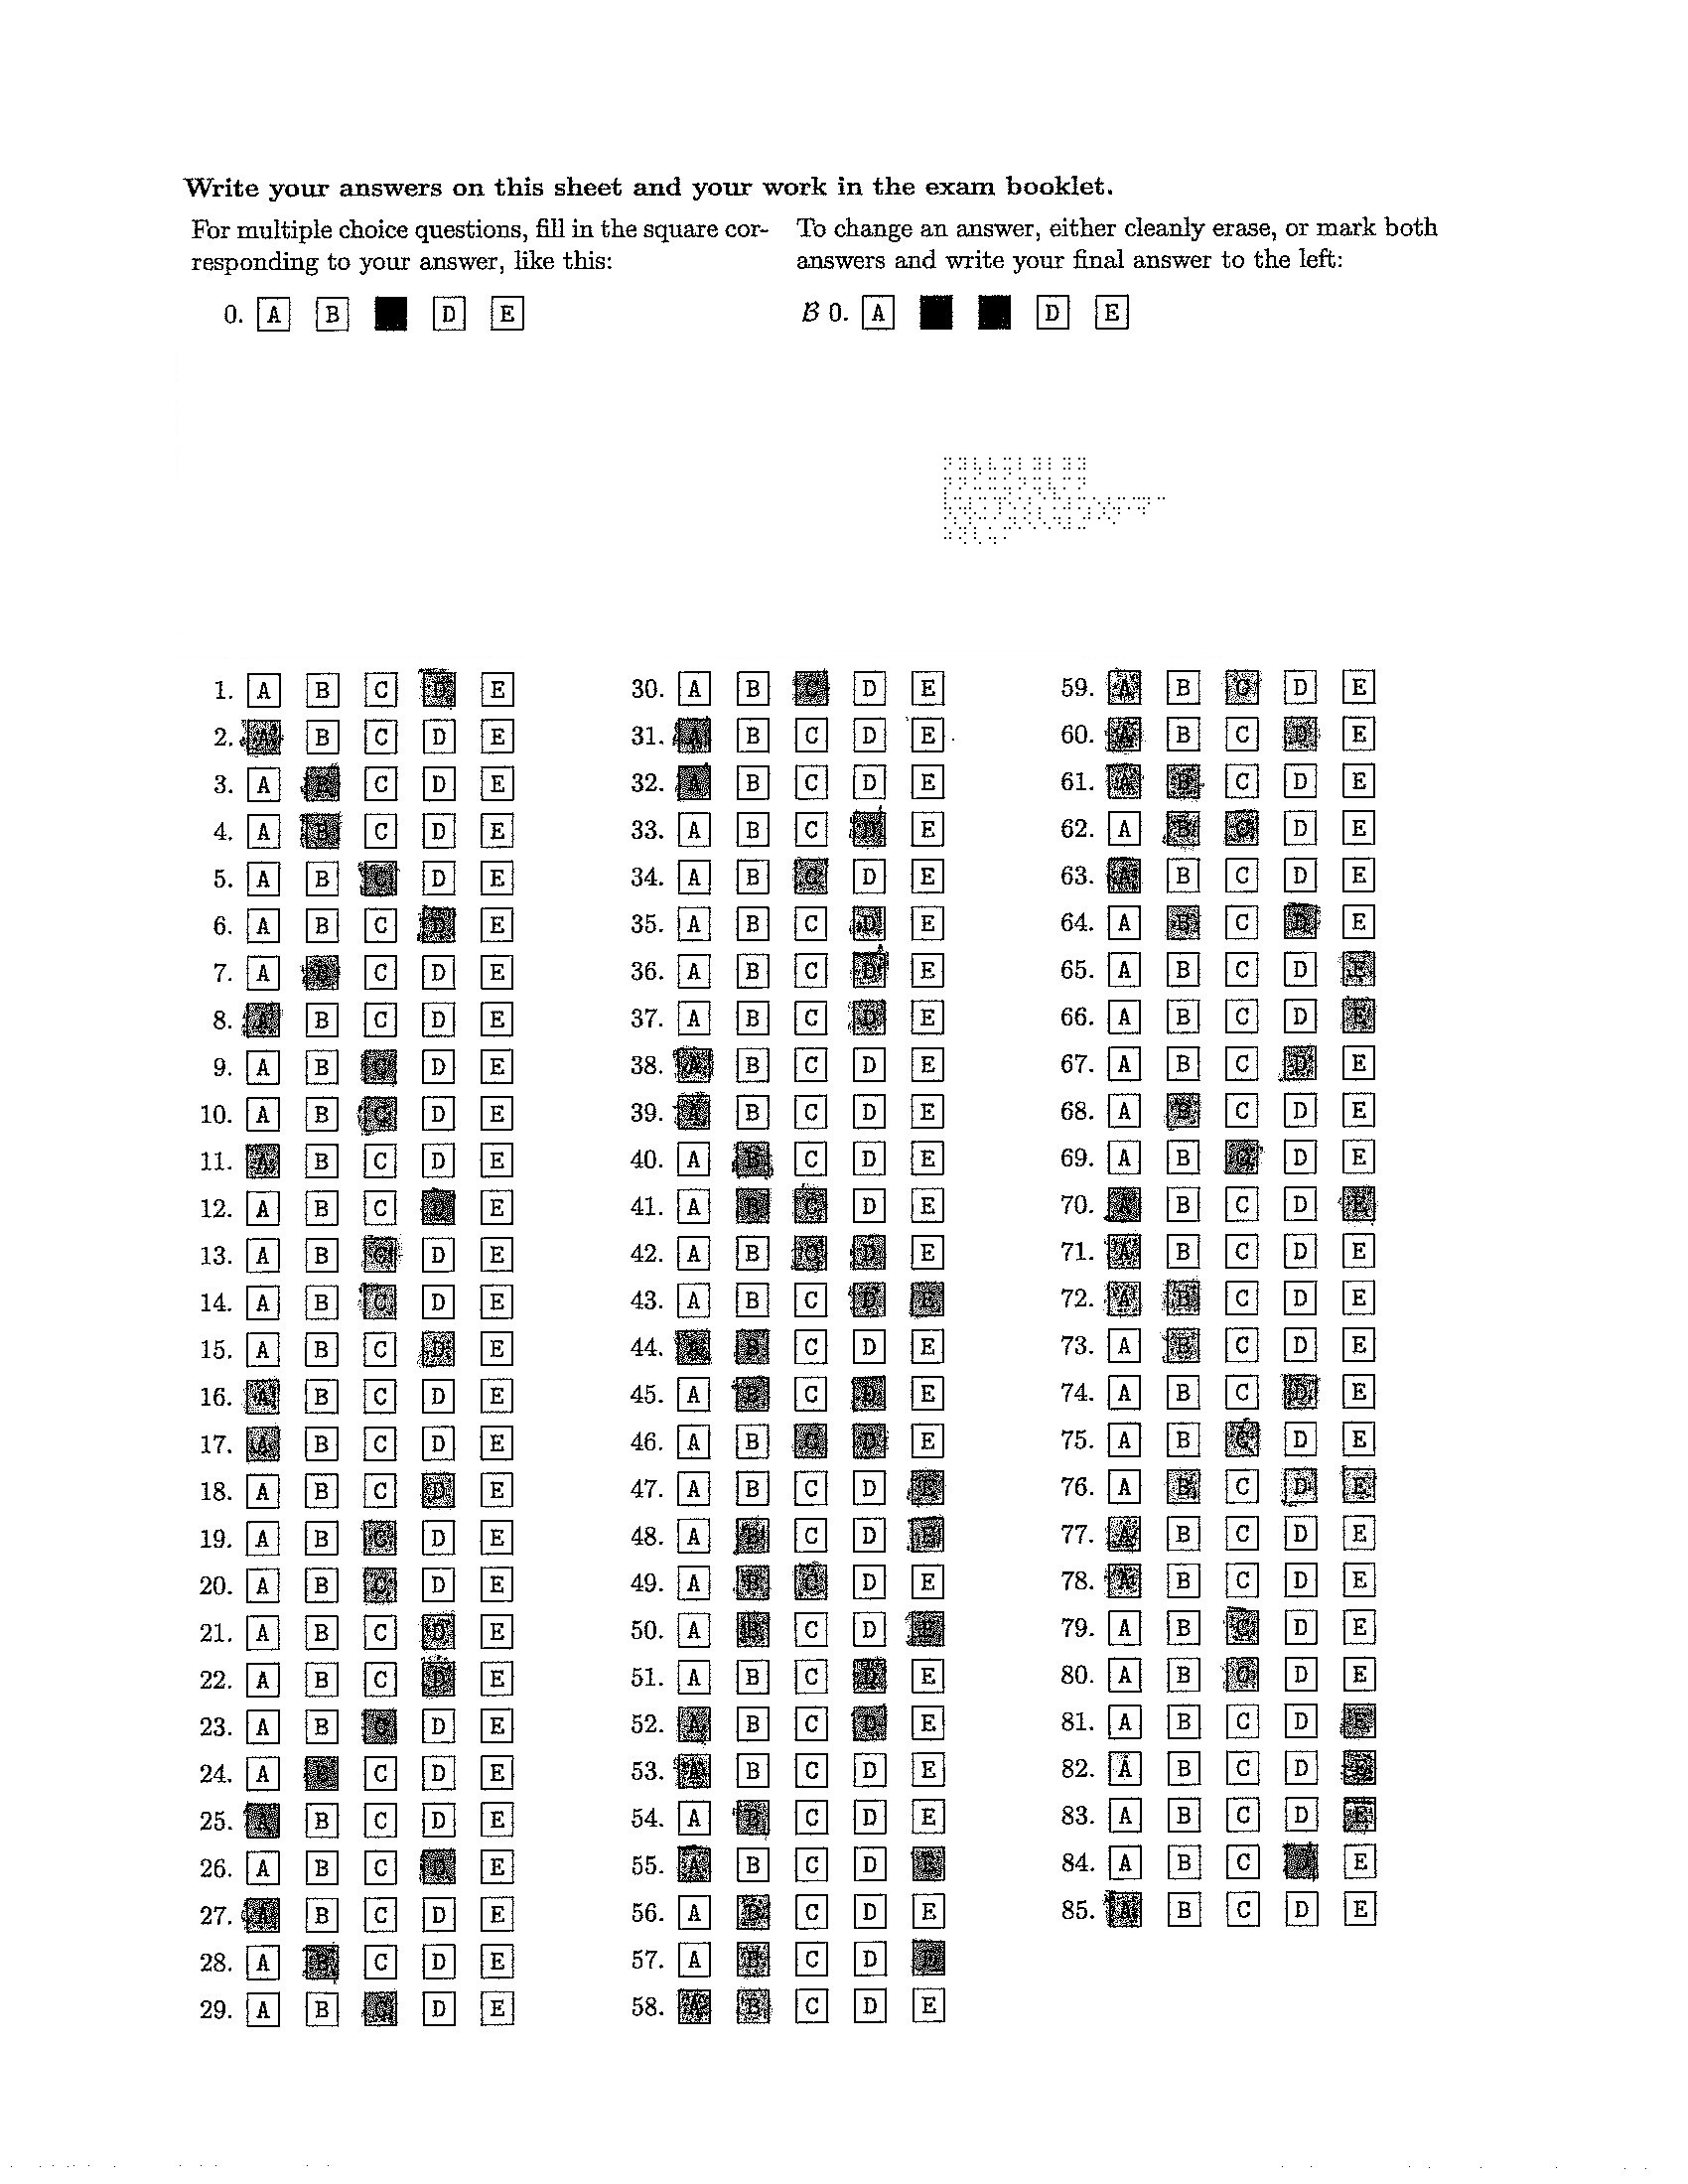 Write your answers on this sheet and your work in the exam booklet.
For multiple choice questions, fill in the square cor-
responding to your answer, like this:
0. A B D E
To change an answer, either cleanly erase, or mark both
answers and write your final answer to the left:
B 0. A D E
1. A B C D E
2. A B C D E
3. A B C D E
4. A B C D E
5. A B C D E
6. A B C D E
7. A B C D E
8. A B C D E
9. A B C D E
10. A B C D E
11. A B C D E
12. A B C D E
13. A B C D E
14. A B C D E
15. A B C D E
16. A B C D E
17. A B C D E
18. A B C D E
19. A B C D E
20. A B C D E
21. A B C D E
22. A B C D E
23. A B C D E
24. A B C D E
25. A B C D E
26. A B C D E
27. A B C D E
28. A B C D E
29. A B C D E
30. A B C D E
31. A B C D E
32. A B C D E
33. A B C D E
34. A B C D E
35. A B C D E
36. A B C D E
37. A B C D E
38. A B C D E
39. A B C D E
40. A B C D E
41. A B C D E
42. A B C D E
43. A B C D E
44. A B C D E
45. A B C D E
46. A B C D E
47. A B C D E
48. A B C D E
49. A B C D E
50. A B C D E
51. A B C D E
52. A B C D E
53. A B C D E
54. A B C D E
55. A B C D E
56. A B C D E
57. A B C D E
58. A B C D E
59. A B C D E
60. A B C D E
61. A B C D E
62. A B C D E
63. A B C D E
64. A B C D E
65. A B C D E
66. A B C D E
67. A B C D E
68. A B C D E
69. A B C D E
70. A B C D E
71. A B C D E
72. A B C D E
73. A B C D E
74. A B C D E
75. A B C D E
76. A B C D E
77. A B C D E
78. A B C D E
79. A B C D E
80. A B C D E
81. A B C D E
82. A B C D E
83. A B C D E
84. A B C D E
85. A B C D E